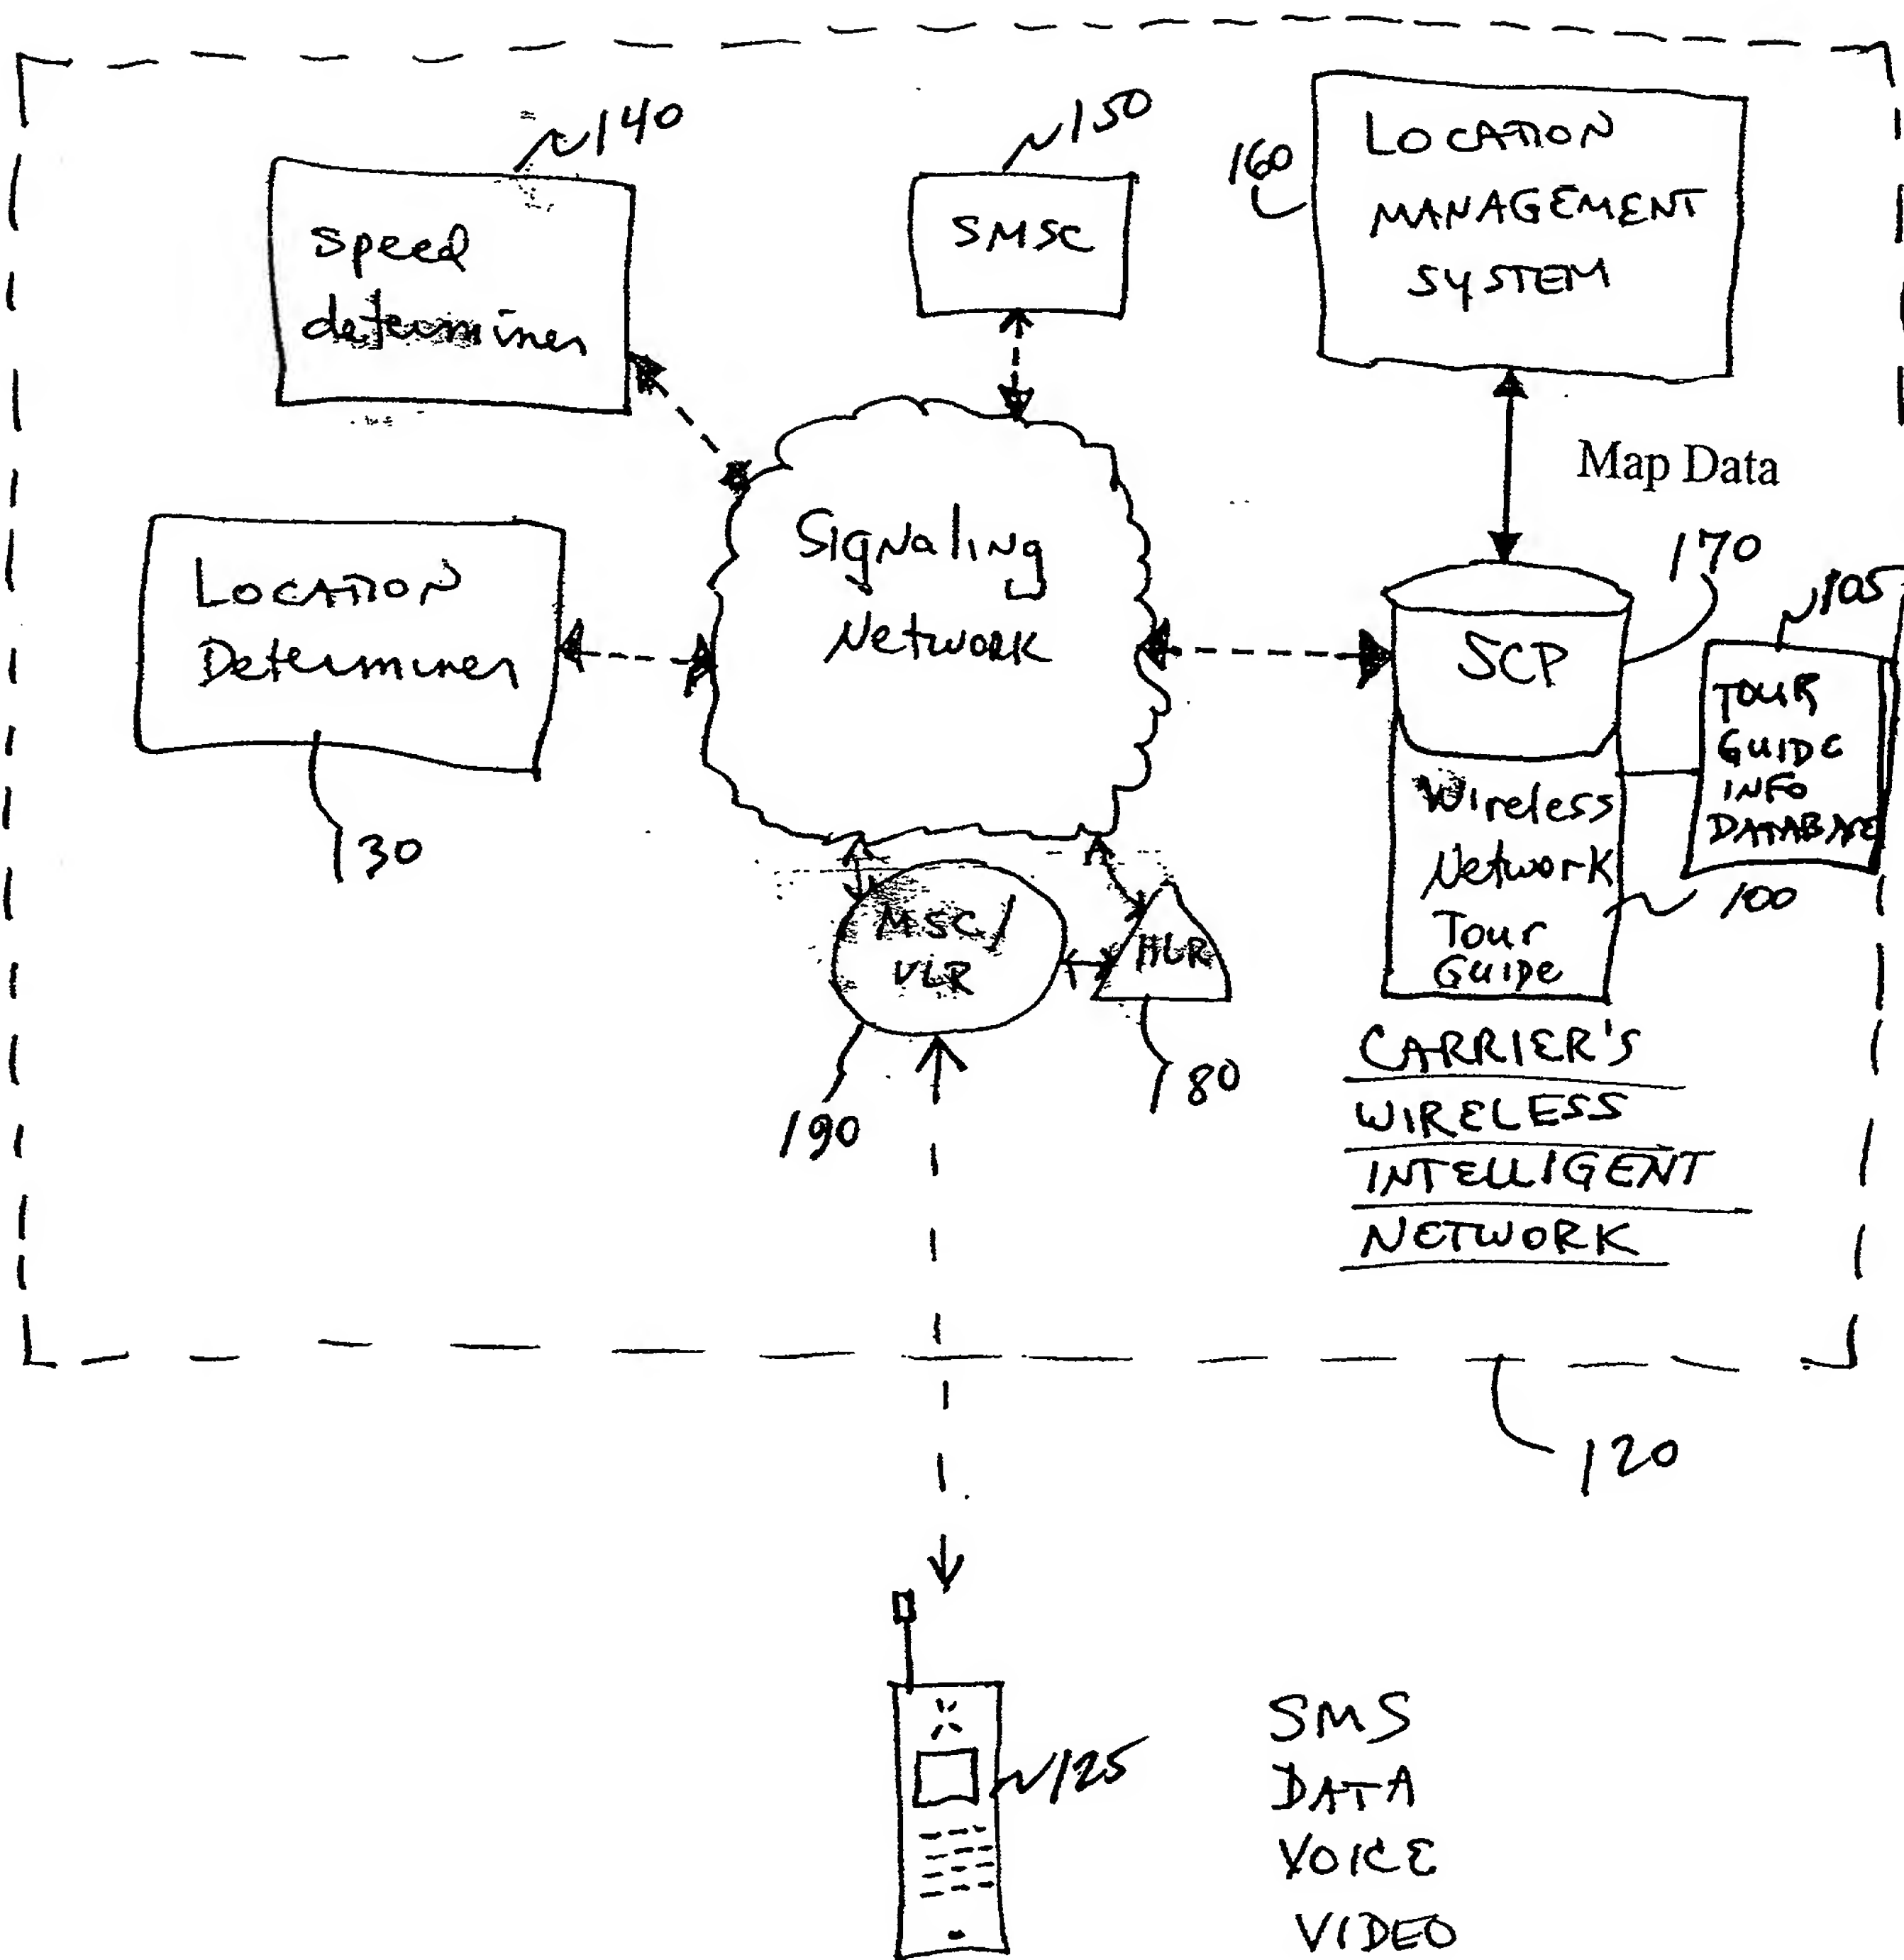 140
Speed
determiner
150
SMSC
160
LOCATION
MANAGEMENT
SYSTEM
Map Data
Signaling
Network
LOCATION
Determiner
130
SCP
170
105
TOUR
GUIDE
INFO
DATABASE
Wireless
Network
Tour
GUIDE
100
MSC/
VLR
HLR
190
180
CARRIER'S
WIRELESS
INTELLIGENT
NETWORK
120
125
SMS
DATA
VOICE
VIDEO